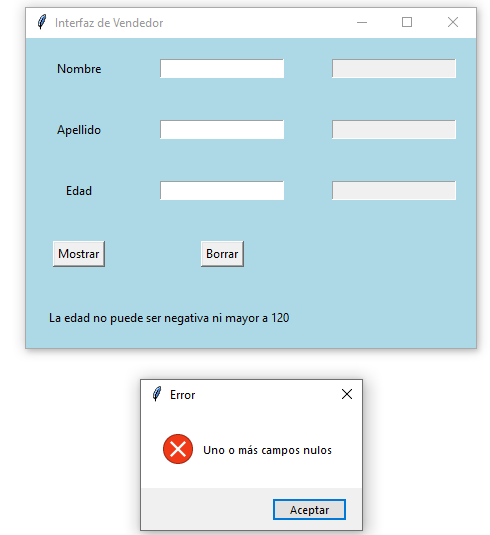 Interfaz de Vendedor
Nombre
Apellido
Edad
Mostrar Borrar
La edad no puede ser negativa ni mayor a 120
Error
Uno o más campos nulos
Aceptar